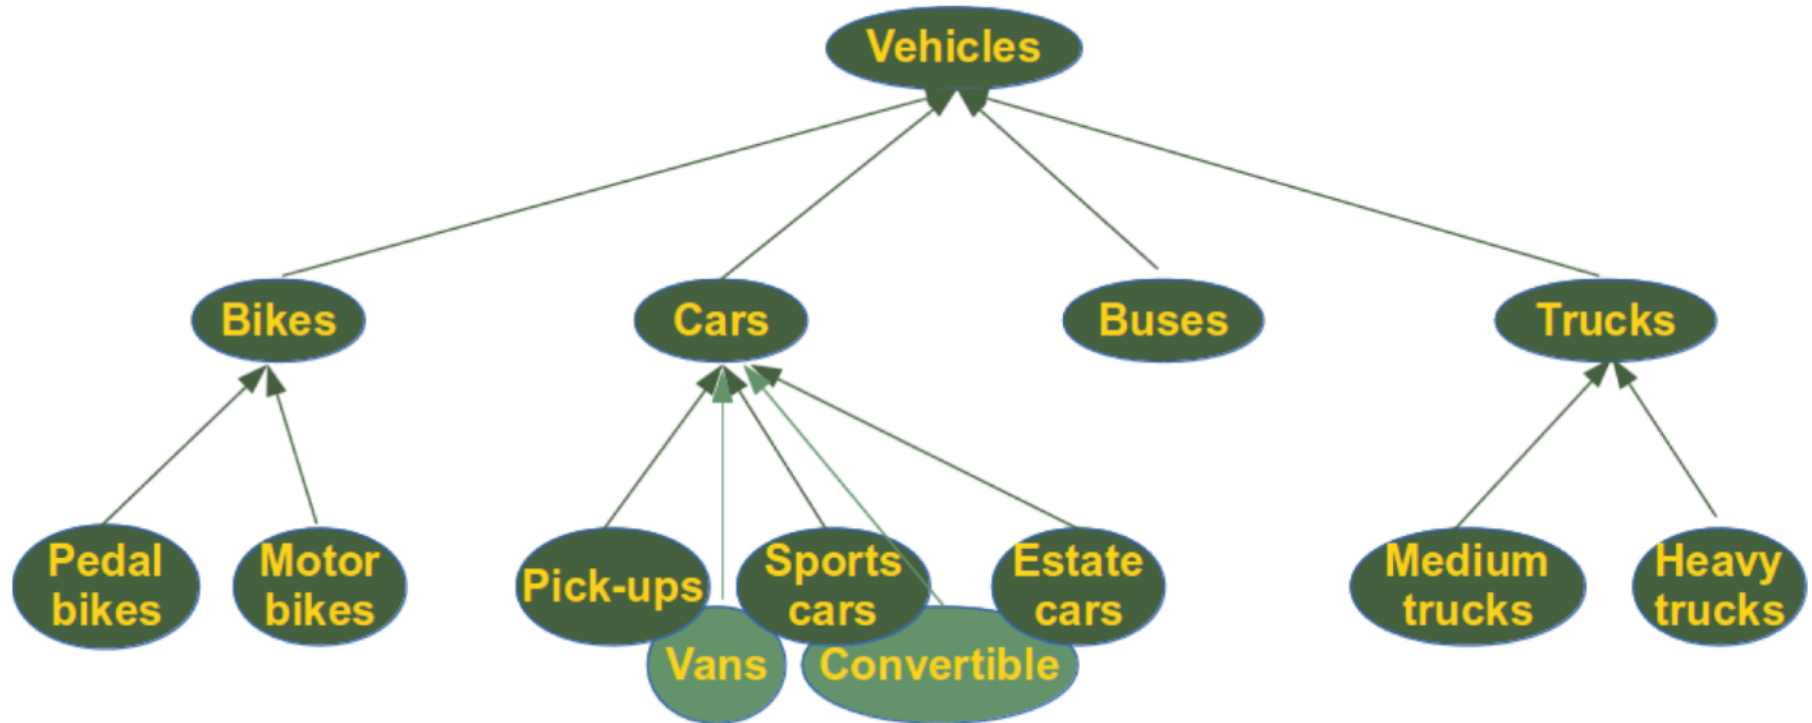 Vehicles
Bikes
Cars
Buses
Trucks
Pedal
bikes
Motor
bikes
Pick-ups
Sports
cars
Estate
cars
Medium
trucks
Heavy
trucks
Vans
Convertible